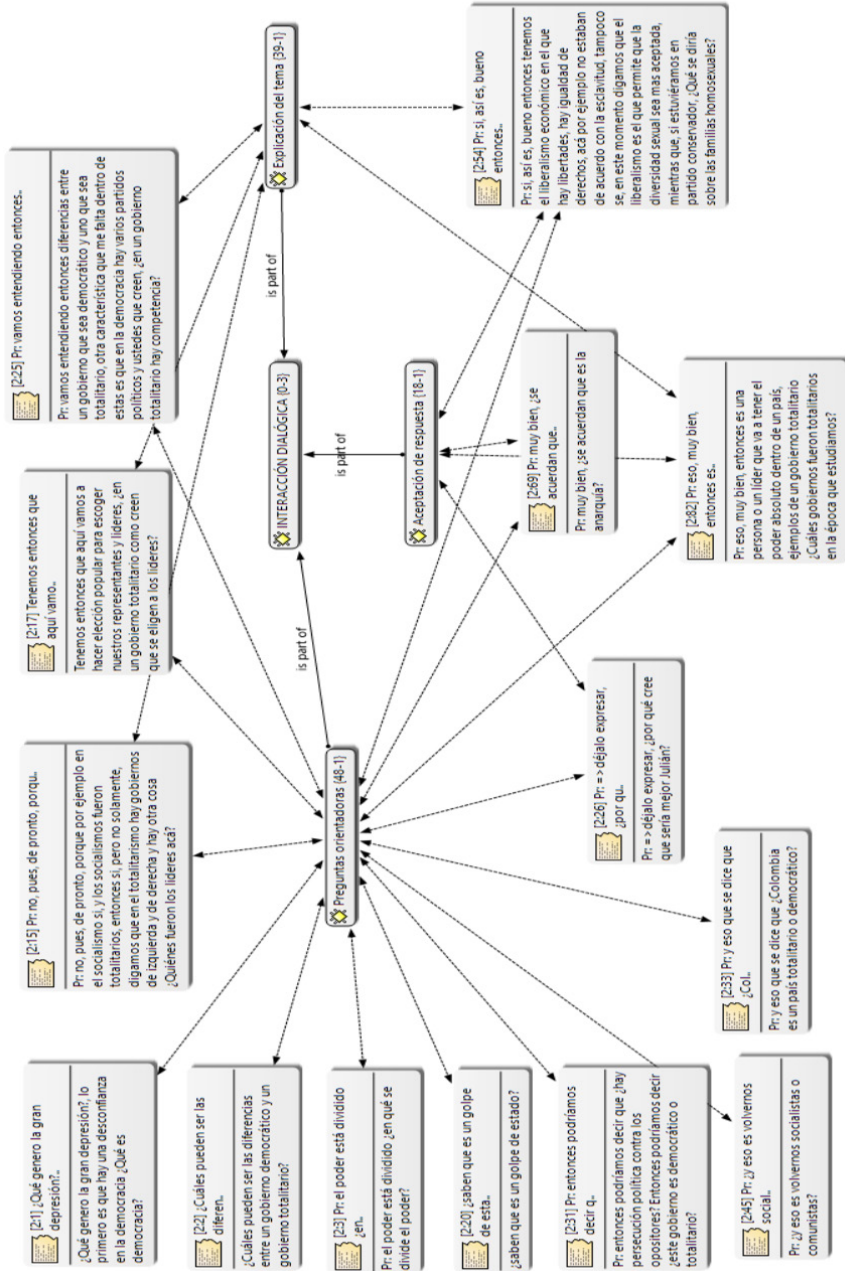 [2:1] ¿Qué genero la gran
depresión?..
¿Qué genero la gran depresión?, lo
primero es que hay una desconfianza
en la democracia ¿Qué es
democracia?
[2:2] ¿Cuáles pueden ser las
diferen..
¿Cuáles pueden ser las diferencias
entre un gobierno democrático y un
gobierno totalitario?
[2:3] Pr: el poder está dividido
¿en..
Pr: el poder está dividido ¿en qué se
divide el poder?
[2:20] ¿saben que es un golpe
de esta..
¿saben que es un golpe de estado?
[2:31] Pr: entonces podríamos
decir q..
Pr: entonces podríamos decir que ¿hay
persecución política contra los
opositores? Entonces podríamos decir
¿este gobierno es democrático o
totalitario?
[2:45] Pr: ¿y eso es volvernos
social..
Pr: ¿y eso es volvernos socialistas o
comunistas?
[2:15] Pr: no, pues, de pronto, porqu..
Pr: no, pues, de pronto, porque por ejemplo en
el socialismo si, y los socialismos fueron
totalitarios, entonces si, pero no solamente,
digamos que en el totalitarismo hay gobiernos
de izquierda y de derecha y hay otra cosa
¿Quiénes fueron los lideres acá?
Preguntas orientadoras {48-1}
[2:33] Pr: y eso que se dice que
¿Col..
Pr: y eso que se dice que ¿Colombia
es un país totalitario o democrático?
[2:26] Pr: = > déjalo expresar,
¿por qu..
Pr: = > déjalo expresar, ¿por qué cree
que sería mejor Julián?
[2:17] Tenemos entonces que
aquí vamo..
Tenemos entonces que aquí vamos a
hacer elección popular para escoger
nuestros representantes y lideres, ¿en
un gobierno totalitario como creen
que se eligen a los lideres?
is part of
INTERACCIÓN DIALÓGICA {0-3}
is part of
Aceptación de respuesta {18-1}
[2:69] Pr: muy bien, ¿se
acuerdan que..
Pr: muy bien, ¿se acuerdan que es la
anarquía?
[2:82] Pr: eso, muy bien,
entonces es..
Pr: eso, muy bien, entonces es una
persona o un líder que va a tener el
poder absoluto dentro de un país,
ejemplos de un gobierno totalitario
¿Cuáles gobiernos fueron totalitarios
en la época que estudiamos?
[2:25] Pr: vamos entendiendo entonces..
Pr: vamos entendiendo entonces diferencias entre
un gobierno que sea democrático y uno que sea
totalitario, otra característica que me falta dentro de
estas es que en la democracia hay varios partidos
políticos y ustedes que creen, ¿en un gobierno
totalitario hay competencia?
is part of
Explicación del tema {39-1}
[2:54] Pr: si, así es, bueno
entonces..
Pr: si, así es, bueno entonces tenemos
el liberalismo económico en el que
hay libertades, hay igualdad de
derechos, acá por ejemplo no estaban
de acuerdo con la esclavitud, tampoco
se, en este momento digamos que el
liberalismo es el que permite que la
diversidad sexual sea mas aceptada,
mientras que, si estuviéramos en
partido conservador, ¿Qué se diría
sobre las familias homosexuales?